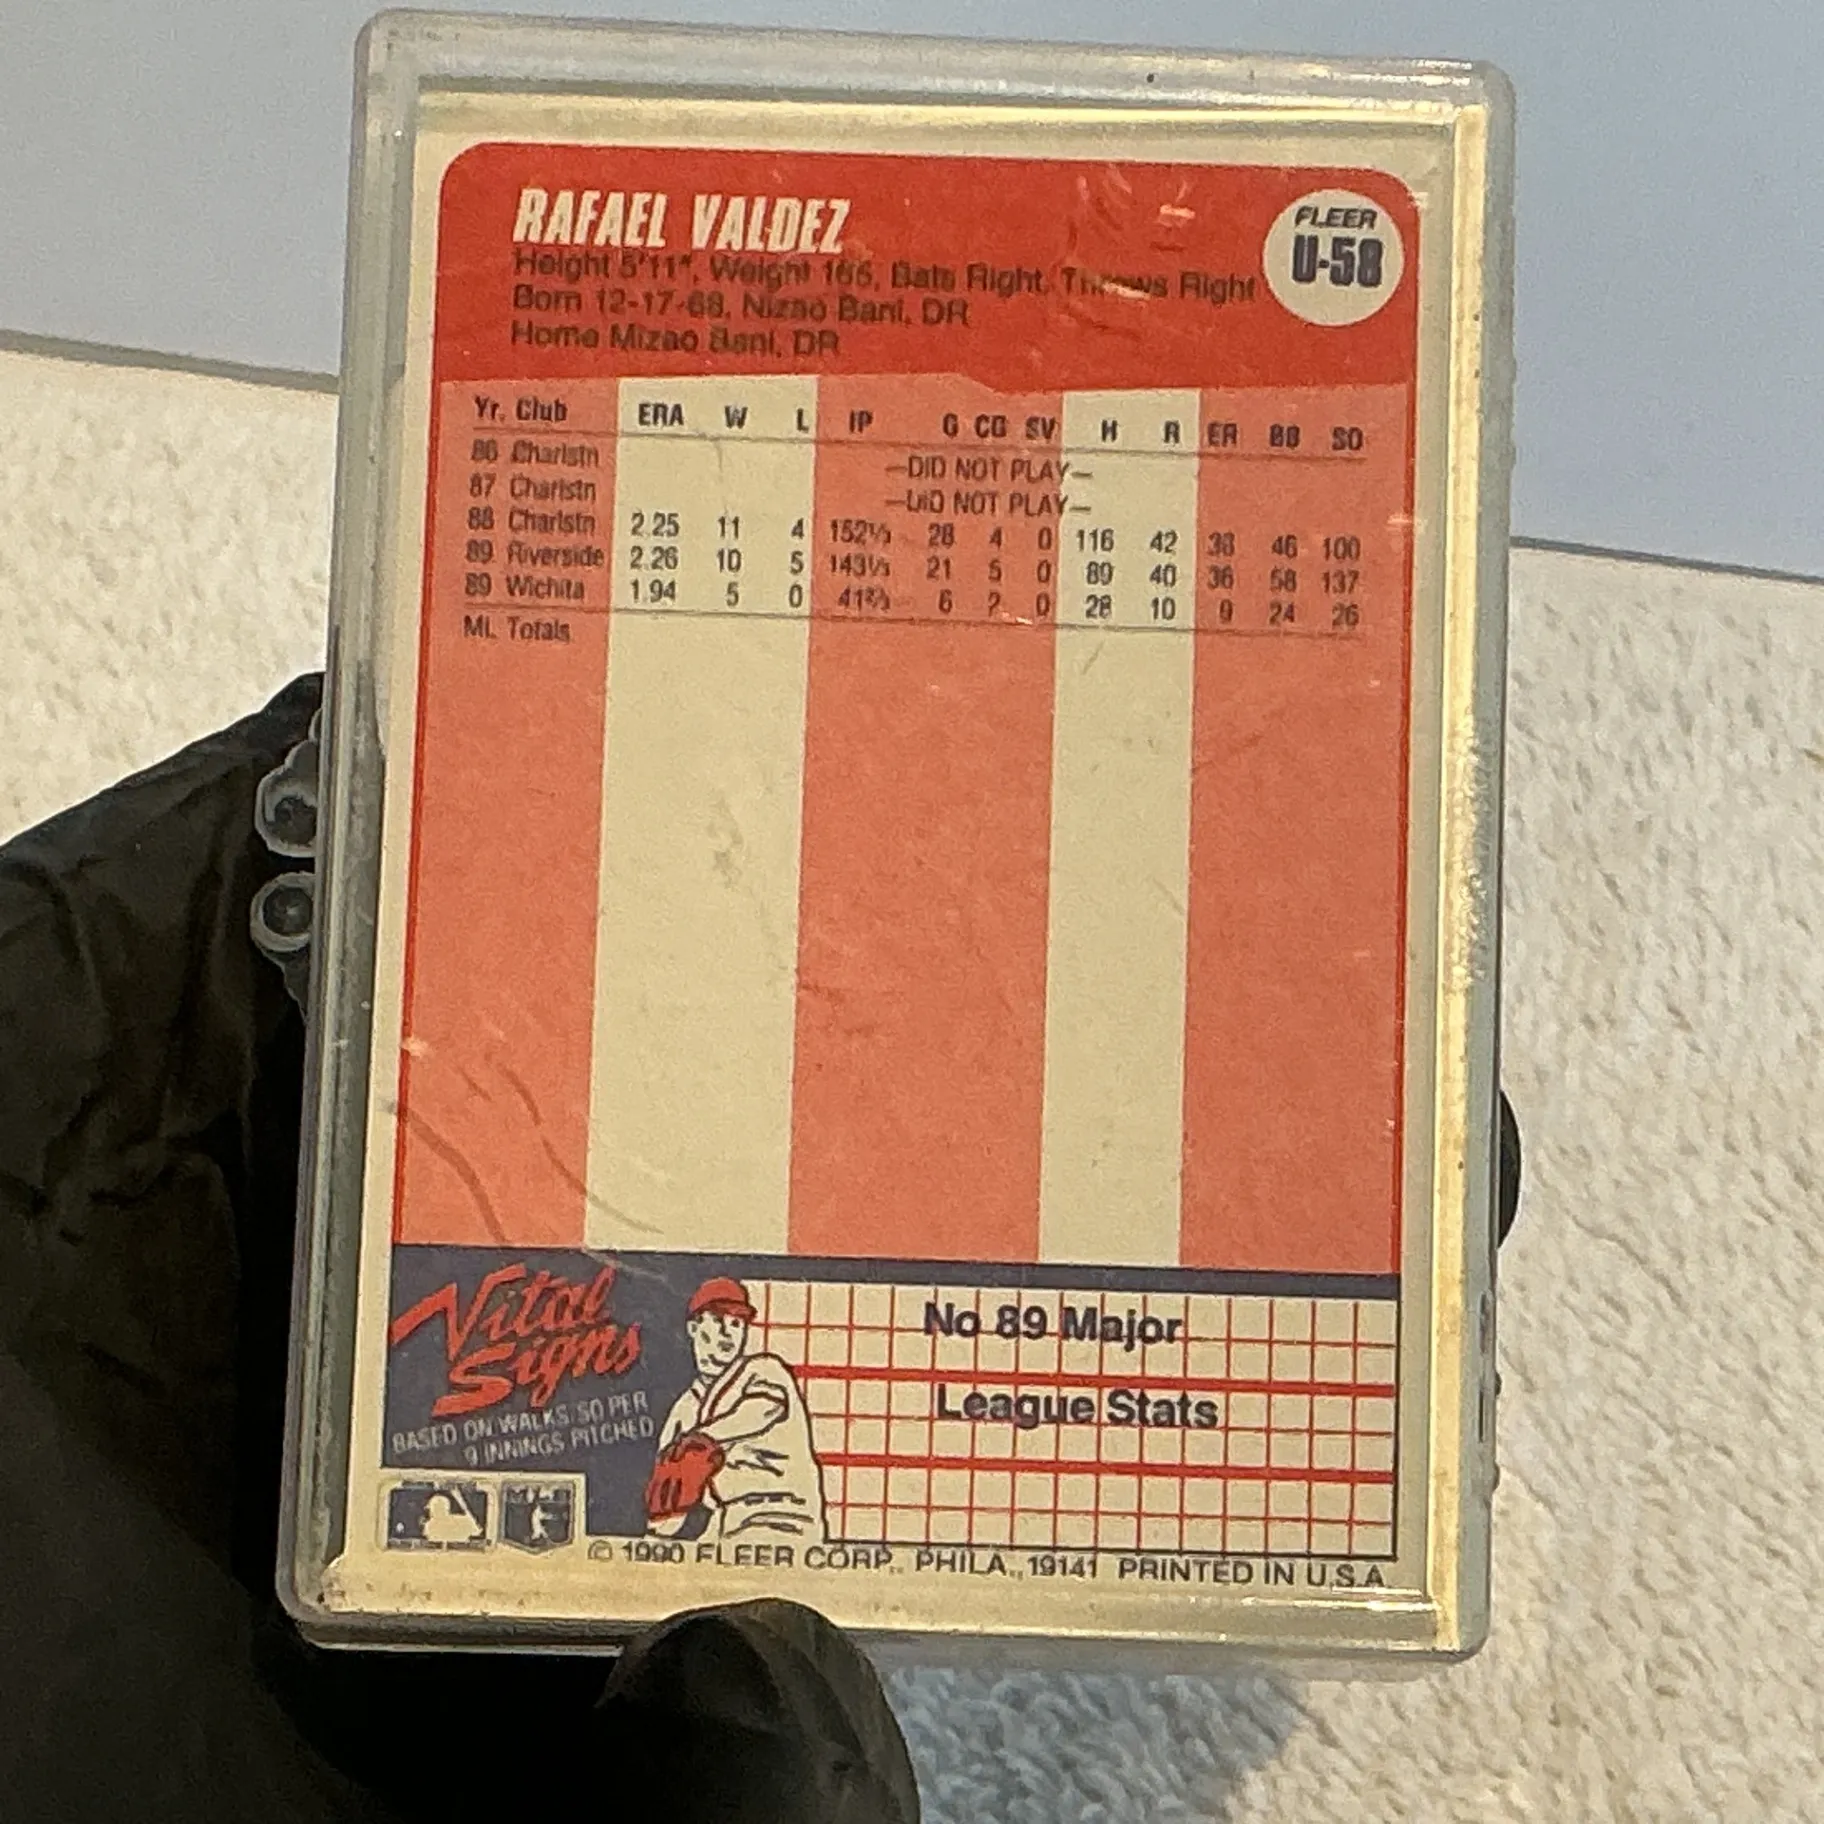 RAFAEL VALDEZ
FLEER
U-58
Height 5'11", Weight 165, Bats Right, Throws Right
Born 12-17-68, Nizao Bani, DR
Home Mizao Bani, DR
Yr. Club ERA W L IP G CG SV H R ER BB SO
86 Charlstn —DID NOT PLAY—
87 Charlstn —DID NOT PLAY—
88 Charlstn 2.25 11 4 152⅓ 28 4 0 116 42 38 46 100
89 Riverside 2.26 10 5 143⅓ 21 5 0 89 40 36 58 137
89 Wichita 1.94 5 0 41⅔ 6 2 0 28 10 9 24 26
ML Totals
Vital
Signs
BASED ON WALKS/SO PER
9 INNINGS PITCHED
No 89 Major
League Stats
MLB
© 1990 FLEER CORP., PHILA., 19141 PRINTED IN U.S.A.